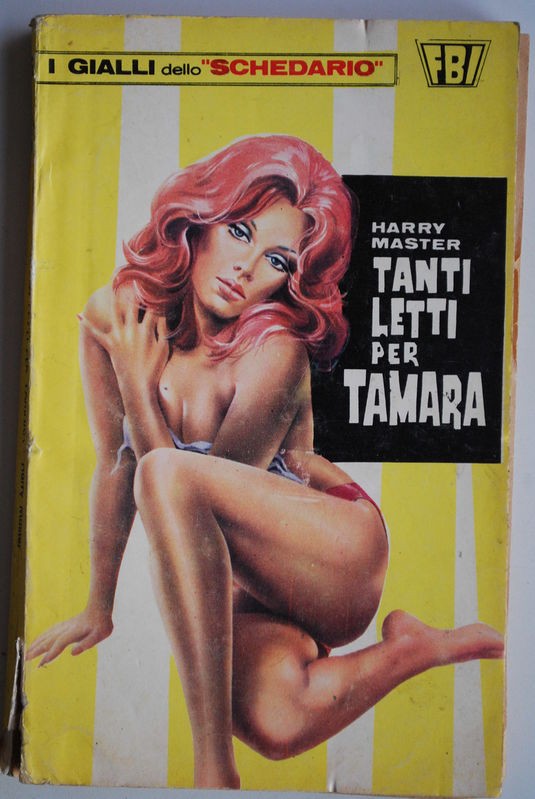 I GIALLI dello "SCHEDARIO"
FBI
HARRY
MASTER
TANTI
LETTI
PER
TAMARA